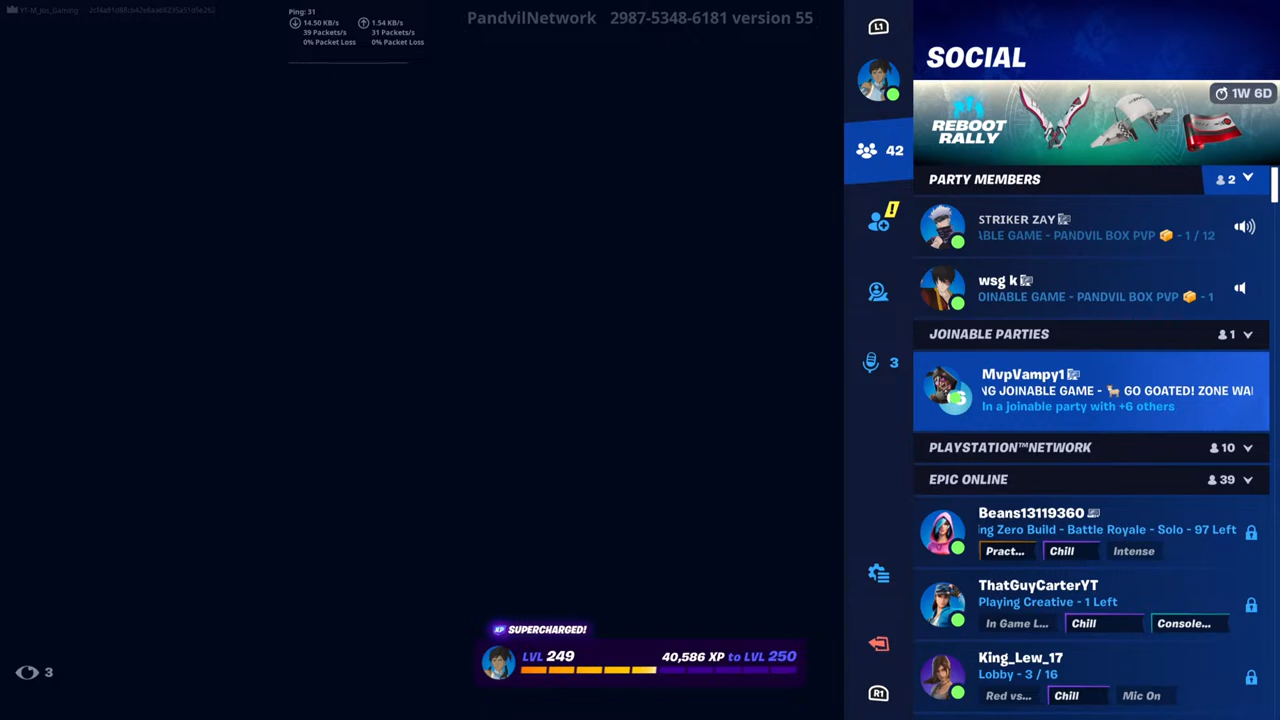 YT-M_Jos_Gaming
Ping: 31
14.50 KB/s 1.54 KB/s
39 Packets/s 31 Packets/s
0% Packet Loss 0% Packet Loss
PandvilNetwork 2987-5348-6181 version 55
L1
42
3
R1
SOCIAL
1W 6D
REBOOT
RALLY
PARTY MEMBERS 2
STRIKER ZAY
ABLE GAME - PANDVIL BOX PVP 📦 - 1 / 12
wsg k
OINABLE GAME - PANDVIL BOX PVP 📦 - 1
JOINABLE PARTIES 1
MvpVampy1
NG JOINABLE GAME - 🐐 GO GOATED! ZONE WA
In a joinable party with +6 others
PLAYSTATION™NETWORK 10
EPIC ONLINE 39
Beans13119360
ing Zero Build - Battle Royale - Solo - 97 Left
Pract... Chill Intense
ThatGuyCarterYT
Playing Creative - 1 Left
In Game L... Chill Console...
King_Lew_17
Lobby - 3 / 16
Red vs... Chill Mic On
XP SUPERCHARGED!
LVL 249 40,586 XP to LVL 250
3